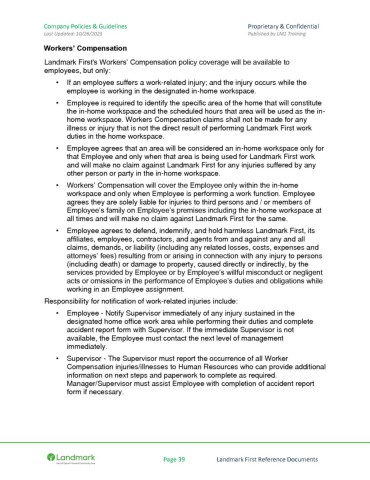 Company Policies & Guidelines Proprietary & Confidential
Last Updated: 10/28/2019 Published by LMS Training
Workers' Compensation
Landmark First's Workers' Compensation policy coverage will be available to
employees, but only:
• If an employee suffers a work-related injury; and the injury occurs while the
employee is working in the designated in-home workspace.
• Employee is required to identify the specific area of the home that will constitute
the in-home workspace and the scheduled hours that area will be used as the in-
home workspace. Workers Compensation claims shall not be made for any
illness or injury that is not the direct result of performing Landmark First work
duties in the home workspace.
• Employee agrees that an area will be considered an in-home workspace only for
that Employee and only when that area is being used for Landmark First work
and will make no claim against Landmark First for any injuries suffered by any
other person or party in the in-home workspace.
• Workers' Compensation will cover the Employee only within the in-home
workspace and only when Employee is performing a work function. Employee
agrees they are solely liable for injuries to third persons and / or members of
Employee's family on Employee's premises including the in-home workspace at
all times and will make no claim against Landmark First for the same.
• Employee agrees to defend, indemnify, and hold harmless Landmark First, its
affiliates, employees, contractors, and agents from and against any and all
claims, demands, or liability (including any related losses, costs, expenses and
attorneys' fees) resulting from or arising in connection with any injury to persons
(including death) or damage to property, caused directly or indirectly, by the
services provided by Employee or by Employee's willful misconduct or negligent
acts or omissions in the performance of Employee's duties and obligations while
working in an Employee assignment.
Responsibility for notification of work-related injuries include:
• Employee - Notify Supervisor immediately of any injury sustained in the
designated home office work area while performing their duties and complete
accident report form with Supervisor. If the immediate Supervisor is not
available, the Employee must contact the next level of management
immediately.
• Supervisor - The Supervisor must report the occurrence of all Worker
Compensation injuries/illnesses to Human Resources who can provide additional
information on next steps and paperwork to complete as required.
Manager/Supervisor must assist Employee with completion of accident report
form if necessary.
Landmark Page 39 Landmark First Reference Documents